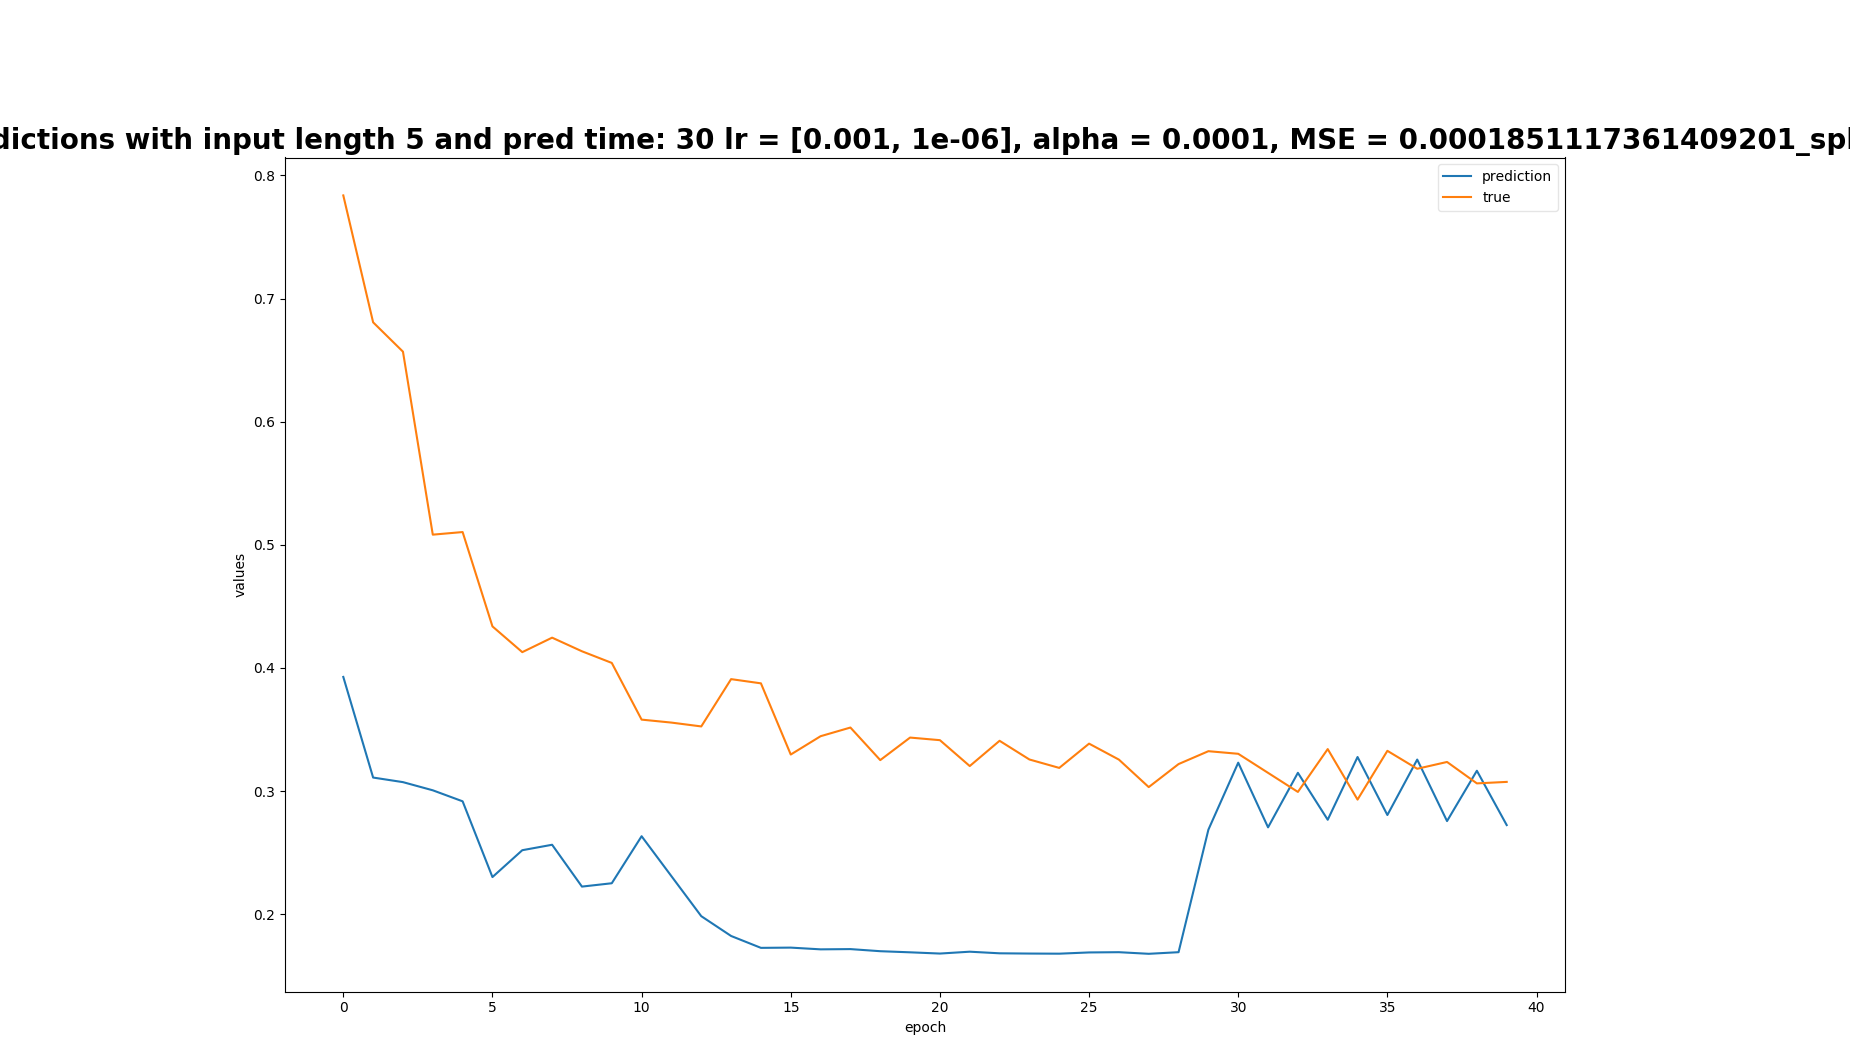 dictions with input length 5 and pred time: 30 lr = [0.001, 1e-06], alpha = 0.0001, MSE = 0.0001851117361409201_spl
prediction
true
0.8
0.7
0.6
0.5
0.4
0.3
0.2
values
0 5 10 15 20 25 30 35 40
epoch